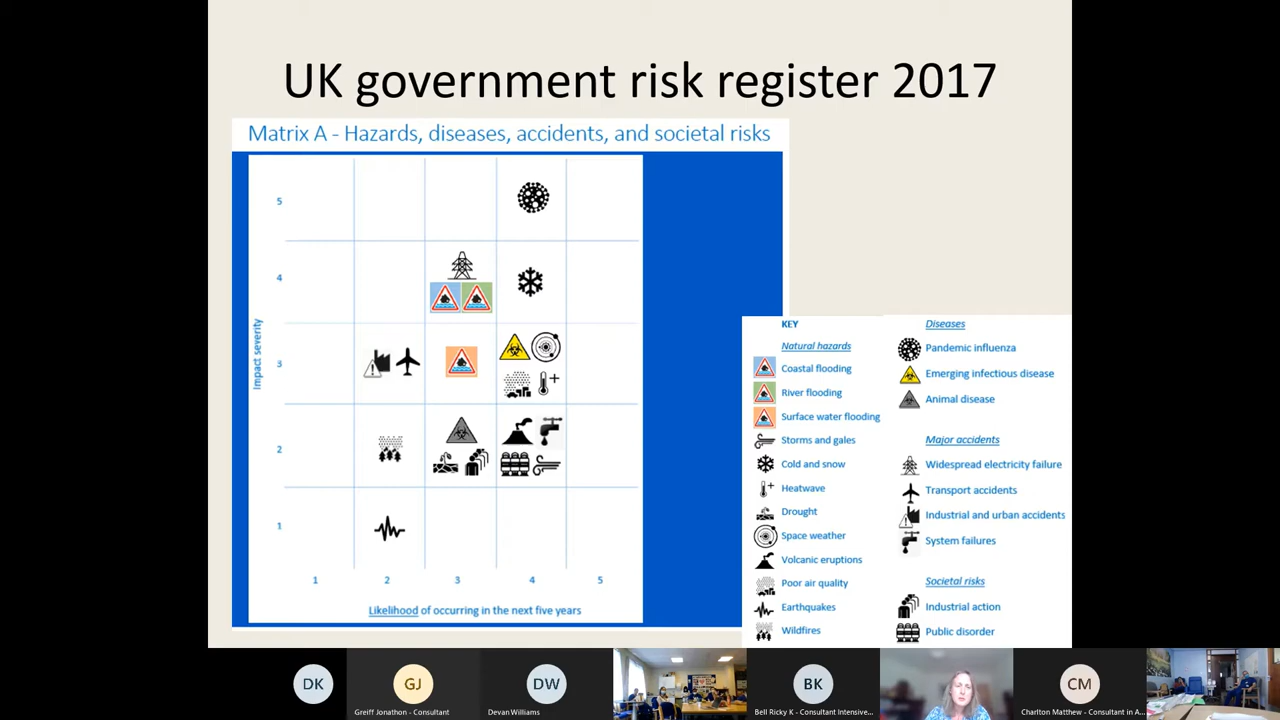 UK government risk register 2017
Matrix A - Hazards, diseases, accidents, and societal risks
Impact severity
5
4
3
2
1
1 2 3 4 5
Likelihood of occurring in the next five years
KEY
Natural hazards
Coastal flooding
River flooding
Surface water flooding
Storms and gales
Cold and snow
Heatwave
Drought
Space weather
Volcanic eruptions
Poor air quality
Earthquakes
Wildfires
Diseases
Pandemic influenza
Emerging infectious disease
Animal disease
Major accidents
Widespread electricity failure
Transport accidents
Industrial and urban accidents
System failures
Societal risks
Industrial action
Public disorder
DK
GJ
DW
BK
CM
Greiff Jonathon - Consultant
Devan Williams
Bell Ricky K - Consultant Intensive...
Charlton Matthew - Consultant in A...